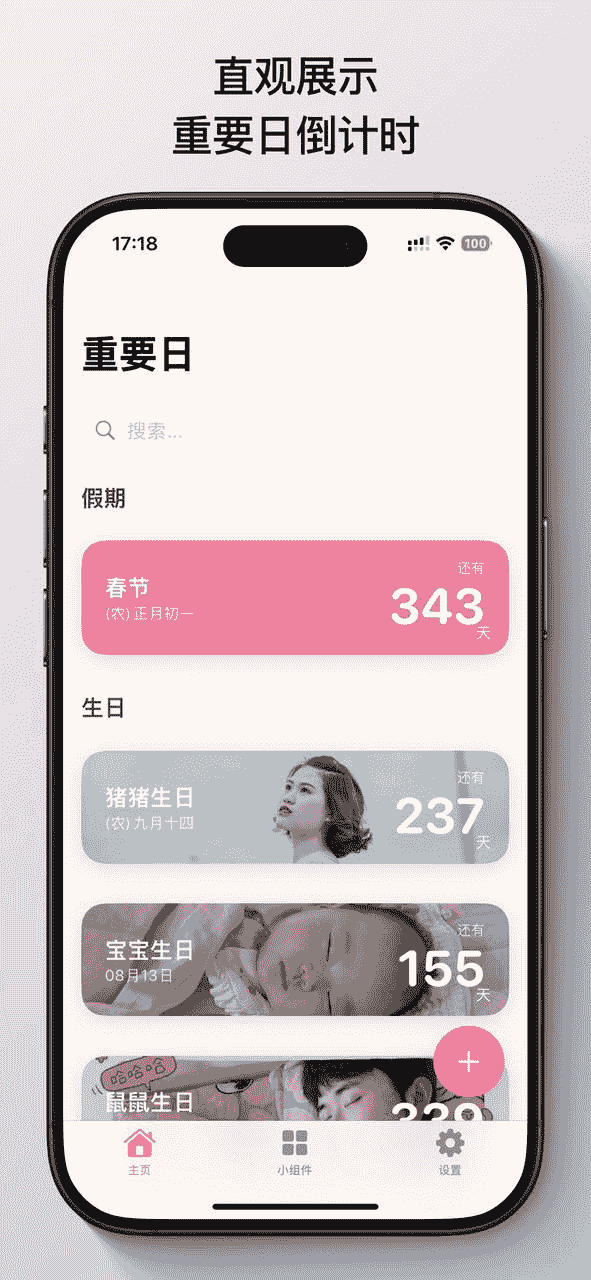 直观展示
重要日倒计时
17:18
100
重要日
搜索...
假期
春节
(农) 正月初一
还有
343
天
生日
猪猪生日
(农) 九月十四
还有
237
天
宝宝生日
08月13日
还有
155
天
哈哈哈
鼠鼠生日
主页
小组件
设置